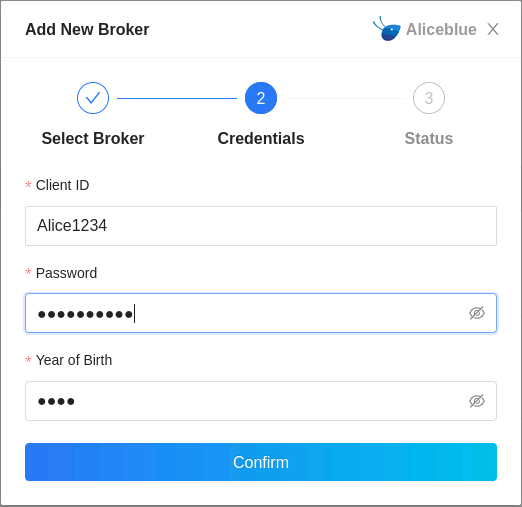 Add New Broker
Aliceblue
2
3
Select Broker
Credentials
Status
* Client ID
Alice1234
* Password
●●●●●●●●●●
* Year of Birth
●●●●
Confirm